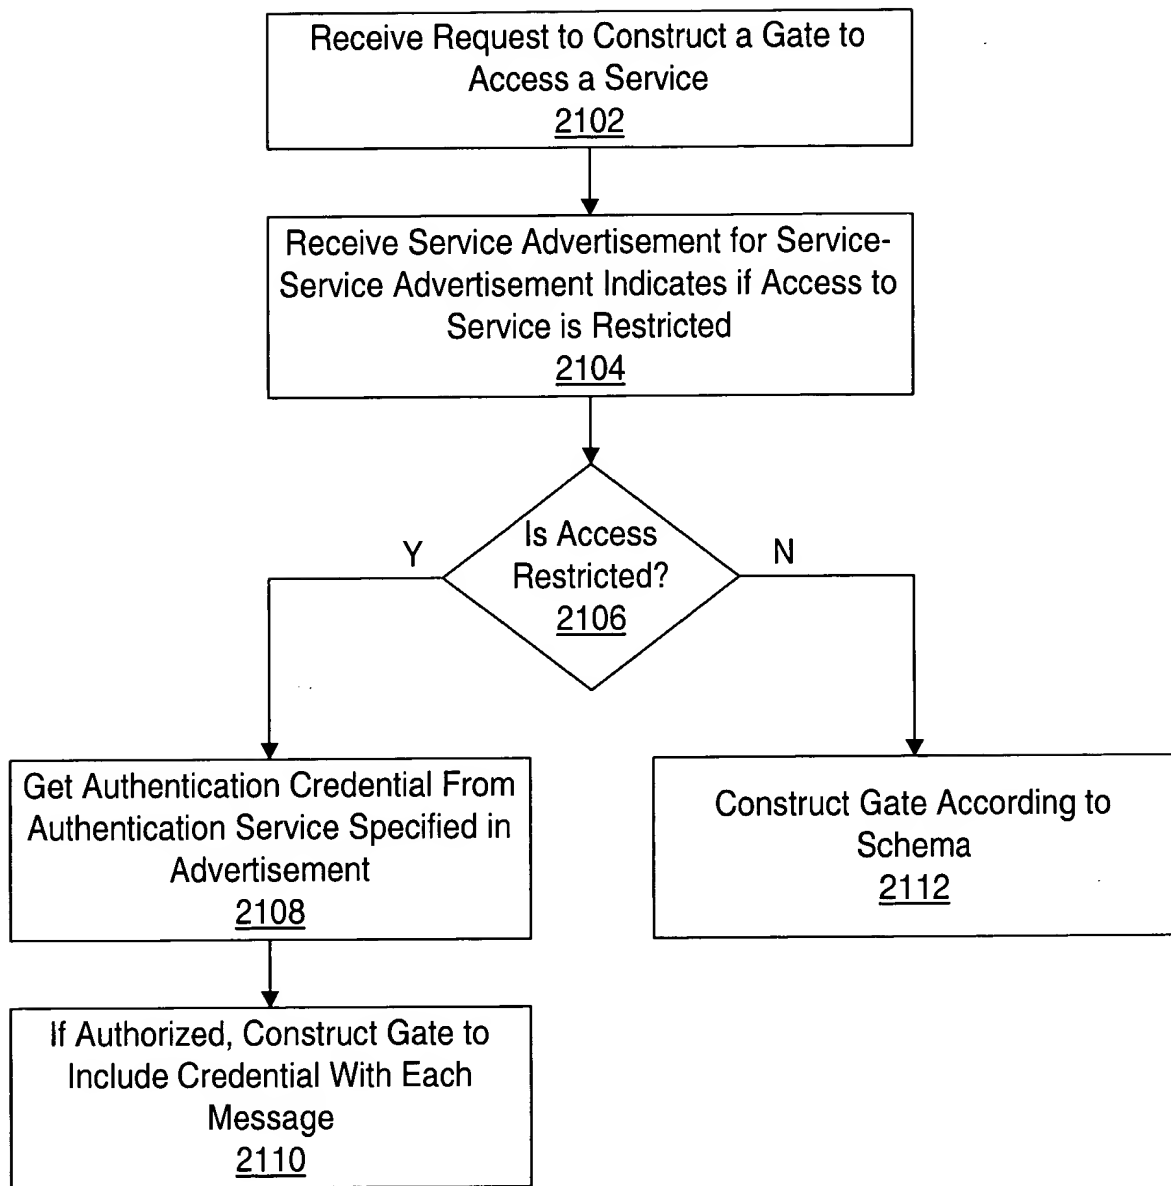 Receive Request to Construct a Gate to
Access a Service
2102
Receive Service Advertisement for Service-
Service Advertisement Indicates if Access to
Service is Restricted
2104
Is Access
Restricted?
2106
Y
N
Get Authentication Credential From
Authentication Service Specified in
Advertisement
2108
If Authorized, Construct Gate to
Include Credential With Each
Message
2110
Construct Gate According to
Schema
2112